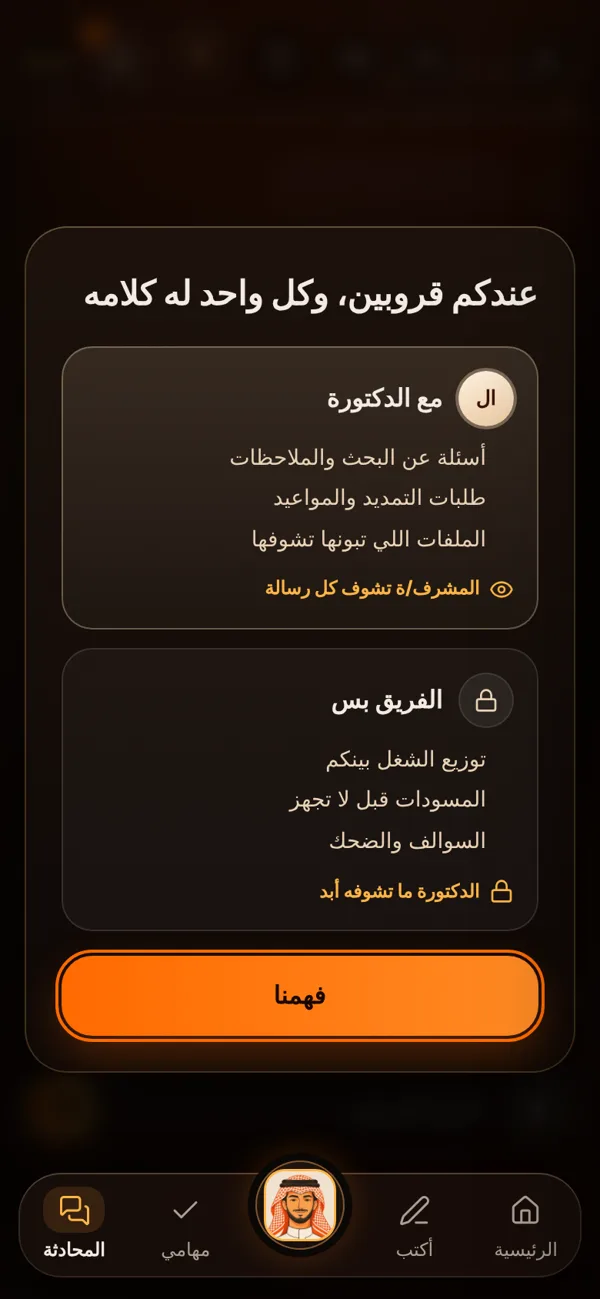 عندكم قروبين، وكل واحد له كلامه
ال
مع الدكتورة
أسئلة عن البحث والملاحظات
طلبات التمديد والمواعيد
الملفات اللي تبونها تشوفها
المشرف/ة تشوف كل رسالة
الفريق بس
توزيع الشغل بينكم
المسودات قبل لا تجهز
السوالف والضحك
الدكتورة ما تشوفه أبد
فهمنا
الرئيسية
أكتب
مهامي
المحادثة